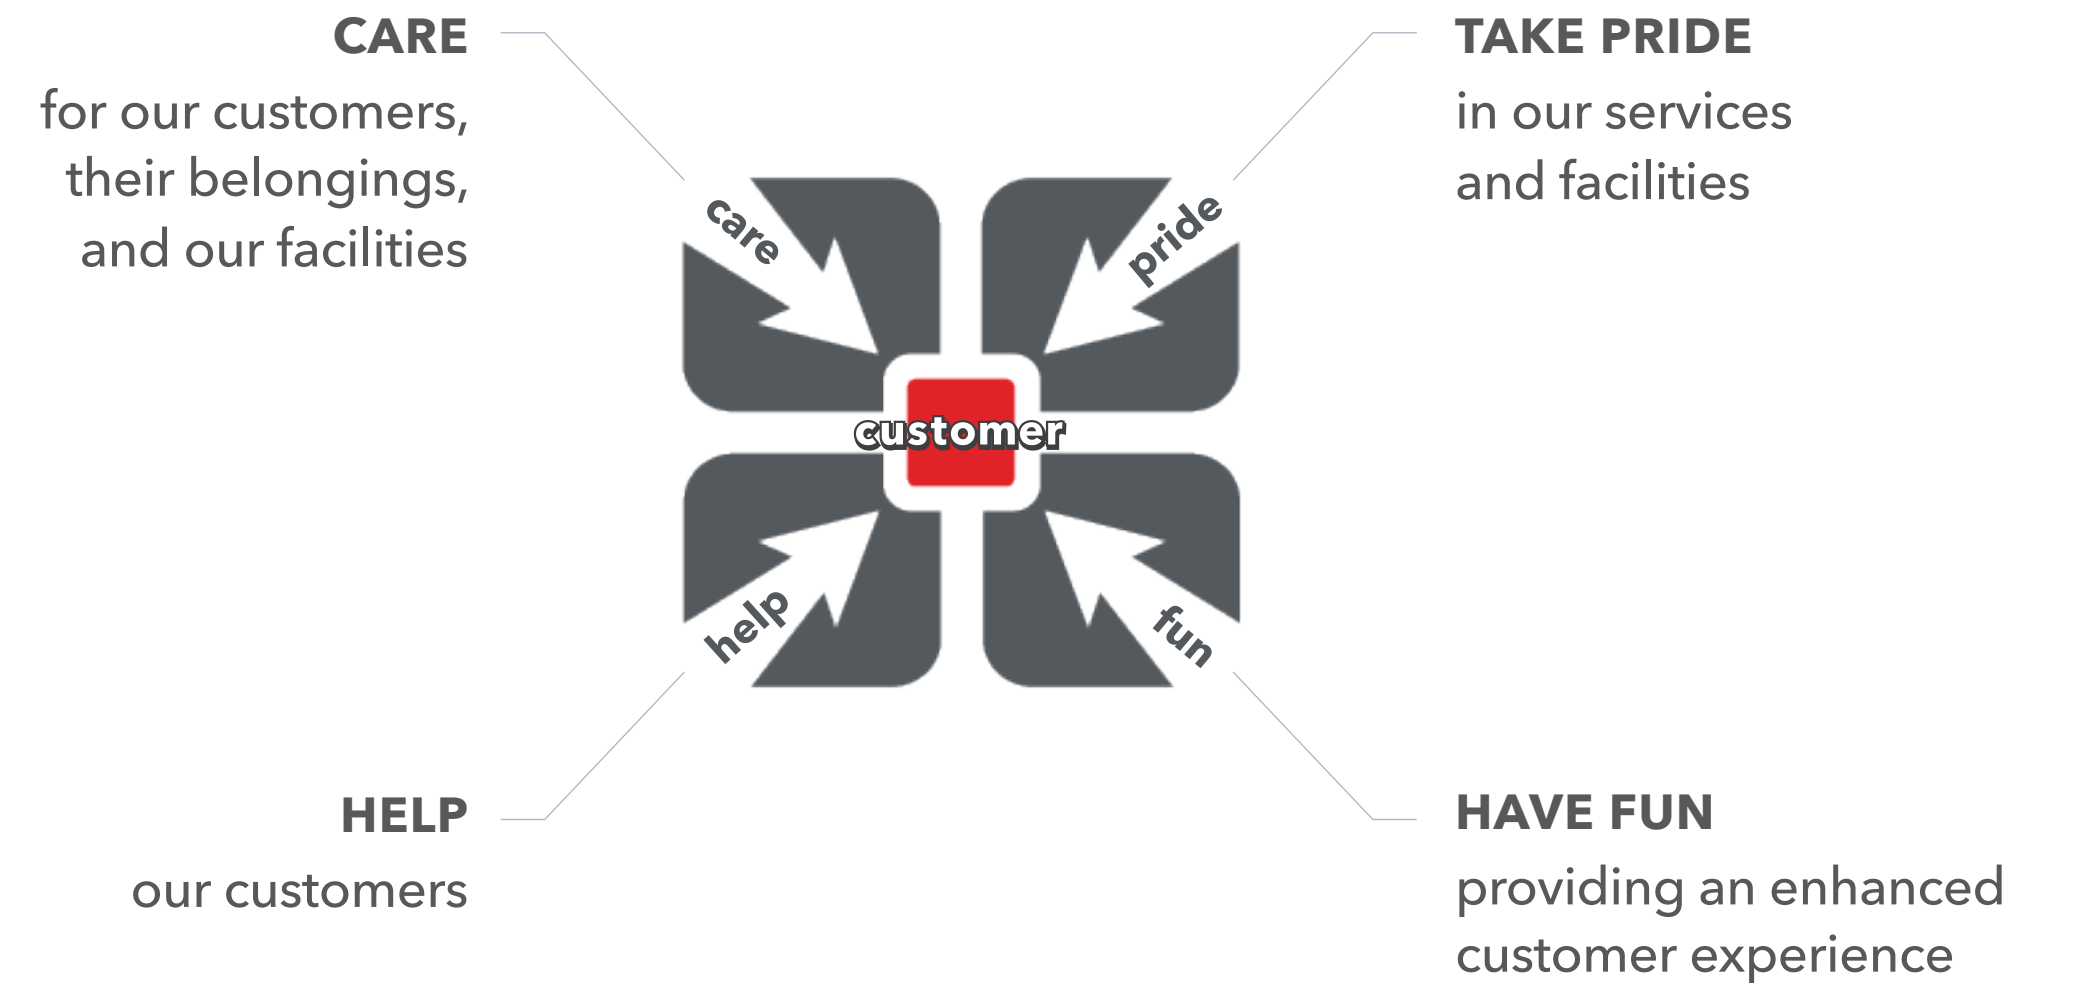 CARE
for our customers,
their belongings,
and our facilities
TAKE PRIDE
in our services
and facilities
care
pride
customer
help
fun
HELP
our customers
HAVE FUN
providing an enhanced
customer experience